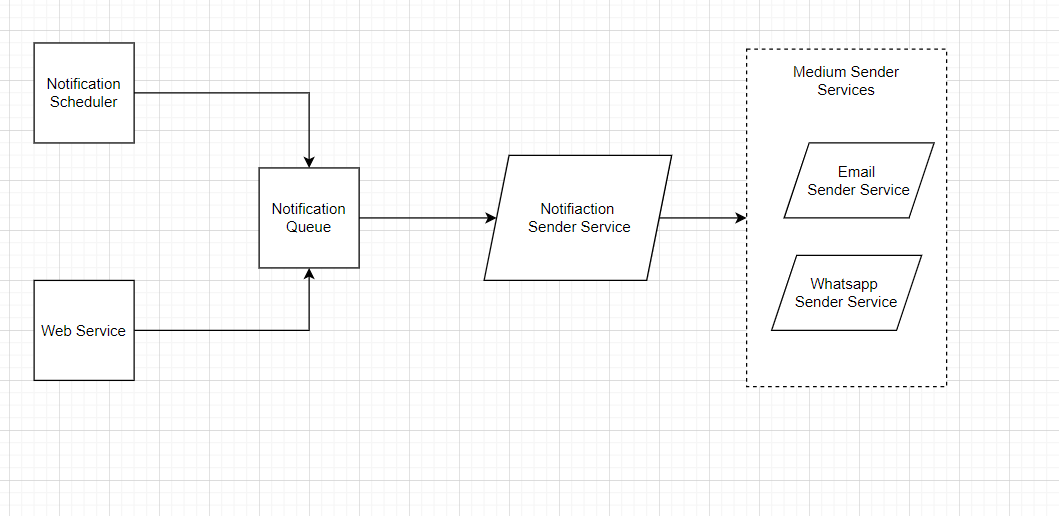 Notification
Scheduler
Web Service
Notification
Queue
Notifiaction
Sender Service
Medium Sender
Services
Email
Sender Service
Whatsapp
Sender Service